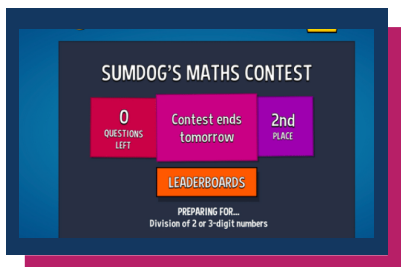 SUMDOG'S MATHS CONTEST
0
QUESTIONS
LEFT
Contest ends
tomorrow
2nd
PLACE
LEADERBOARDS
PREPARING FOR...
Division of 2 or 3-digit numbers